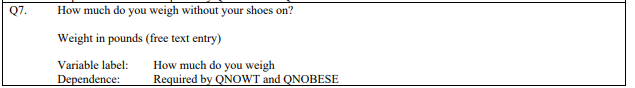 Q7. How much do you weigh without your shoes on?
Weight in pounds (free text entry)
Variable label: How much do you weigh
Dependence: Required by QNOWT and QNOBESE